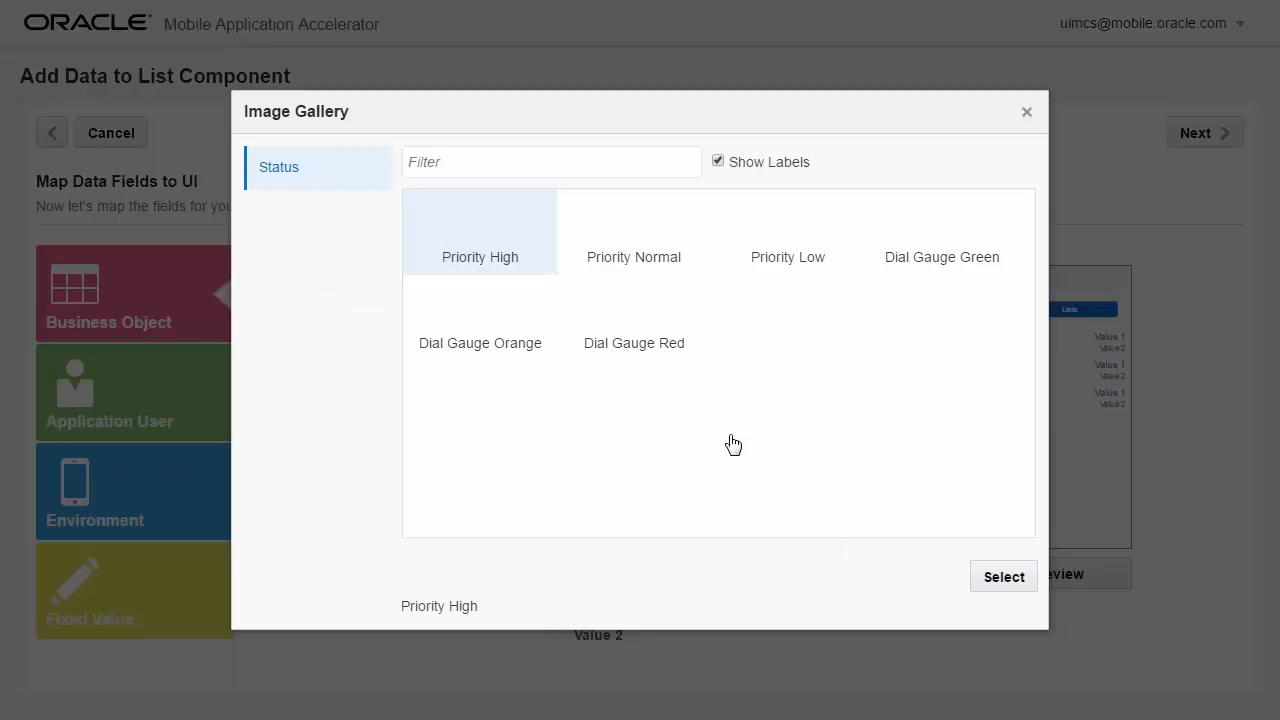 ORACLE Mobile Application Accelerator
uimcs@mobile.oracle.com
Add Data to List Component
Image Gallery
Cancel
Next
Status
Filter
Show Labels
Map Data Fields to UI
Now let's map the fields for you
Priority High
Priority Normal
Priority Low
Dial Gauge Green
Business Object
Lists
Value 1
Value 2
Value 1
Value 2
Value 1
Value 2
Dial Gauge Orange
Dial Gauge Red
Application User
Environment
Select
eview
Priority High
Fixed Value
Value 2